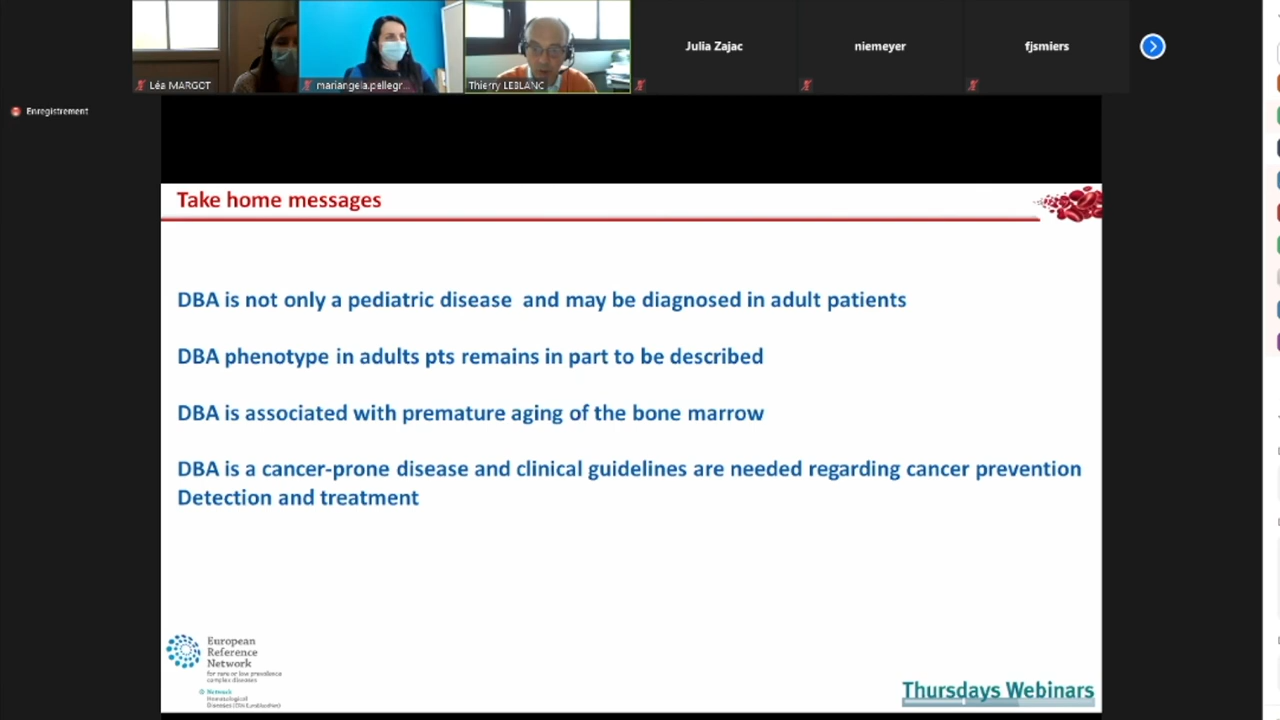 Léa MARGOT
mariangela.pellegr...
Thierry LEBLANC
Julia Zajac
niemeyer
fjsmiers
Enregistrement
Take home messages
DBA is not only a pediatric disease and may be diagnosed in adult patients
DBA phenotype in adults pts remains in part to be described
DBA is associated with premature aging of the bone marrow
DBA is a cancer-prone disease and clinical guidelines are needed regarding cancer prevention
Detection and treatment
European
Reference
Network
for rare or low prevalence
complex diseases
Network
Hematological
Diseases (ERN EuroBloodNet)
Thursdays Webinars